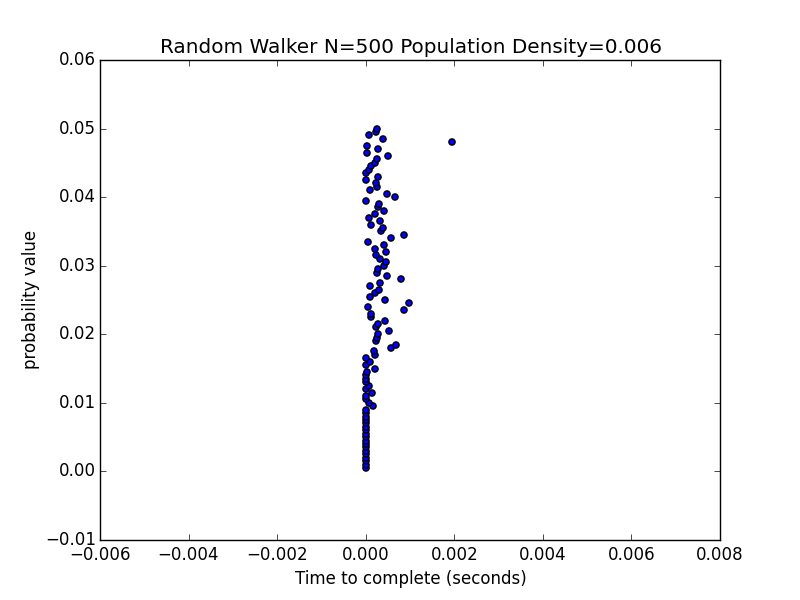 Random Walker N=500 Population Density=0.006
0.06
0.05
0.04
0.03
0.02
0.01
0.00
−0.01
probability value
−0.006 −0.004 −0.002 0.000 0.002 0.004 0.006 0.008
Time to complete (seconds)